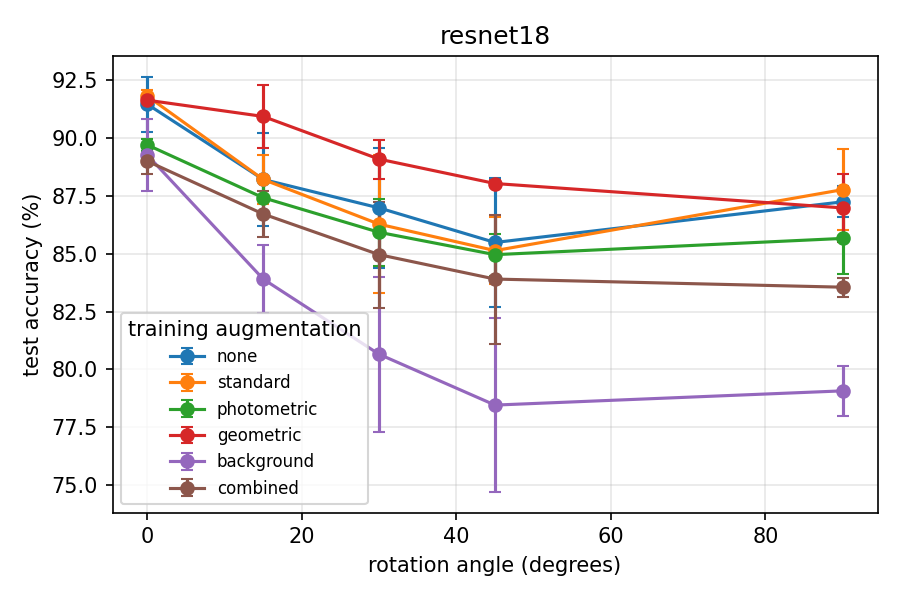 resnet18
test accuracy (%)
92.5
90.0
87.5
85.0
82.5
80.0
77.5
75.0
training augmentation
none
standard
photometric
geometric
background
combined
0
20
40
60
80
rotation angle (degrees)